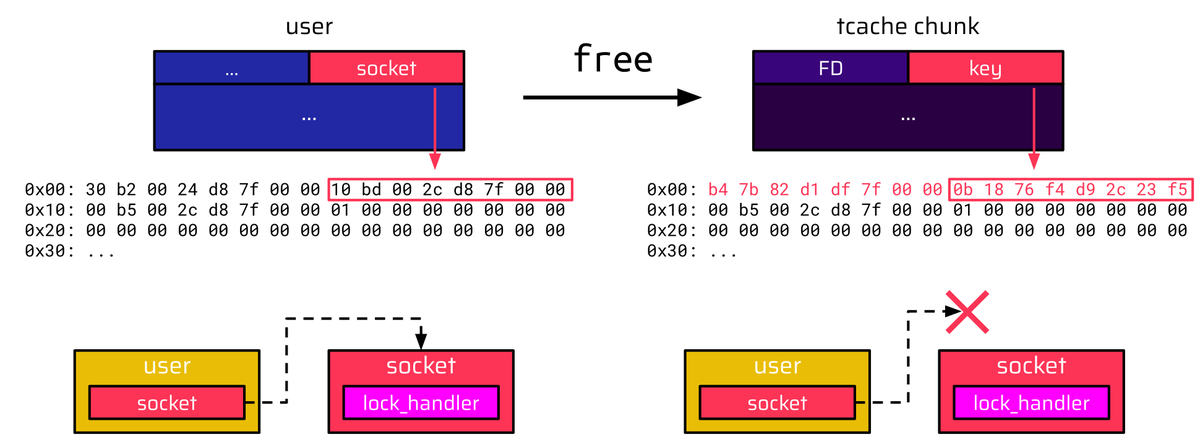 user
... socket
...
free
tcache chunk
FD key
...
0x00: 30 b2 00 24 d8 7f 00 00 10 bd 00 2c d8 7f 00 00
0x10: 00 b5 00 2c d8 7f 00 00 01 00 00 00 00 00 00 00
0x20: 00 00 00 00 00 00 00 00 00 00 00 00 00 00 00 00
0x30: ...
0x00: b4 7b 82 d1 df 7f 00 00 0b 18 76 f4 d9 2c 23 f5
0x10: 00 b5 00 2c d8 7f 00 00 01 00 00 00 00 00 00 00
0x20: 00 00 00 00 00 00 00 00 00 00 00 00 00 00 00 00
0x30: ...
user
socket
socket
lock_handler
user
socket
socket
lock_handler